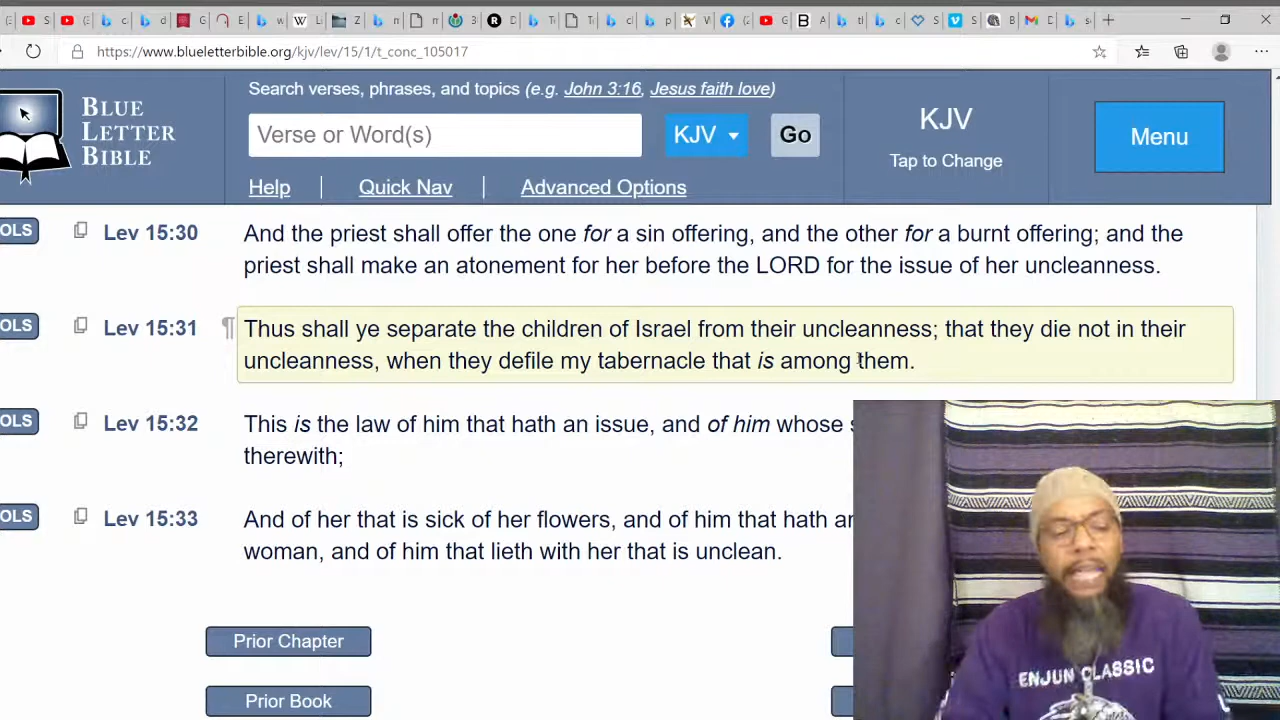 https://www.blueletterbible.org/kjv/lev/15/1/t_conc_105017
BLUE
LETTER
BIBLE
Search verses, phrases, and topics (e.g. John 3:16, Jesus faith love)
Verse or Word(s)
KJV
Go
Help | Quick Nav | Advanced Options
KJV
Tap to Change
Menu
OLS
Lev 15:30
And the priest shall offer the one for a sin offering, and the other for a burnt offering; and the
priest shall make an atonement for her before the LORD for the issue of her uncleanness.
OLS
Lev 15:31
¶ Thus shall ye separate the children of Israel from their uncleanness; that they die not in their
uncleanness, when they defile my tabernacle that is among them.
OLS
Lev 15:32
This is the law of him that hath an issue, and of him whose s
therewith;
OLS
Lev 15:33
And of her that is sick of her flowers, and of him that hath an
woman, and of him that lieth with her that is unclean.
Prior Chapter
Prior Book
ENJUN CLASSIC